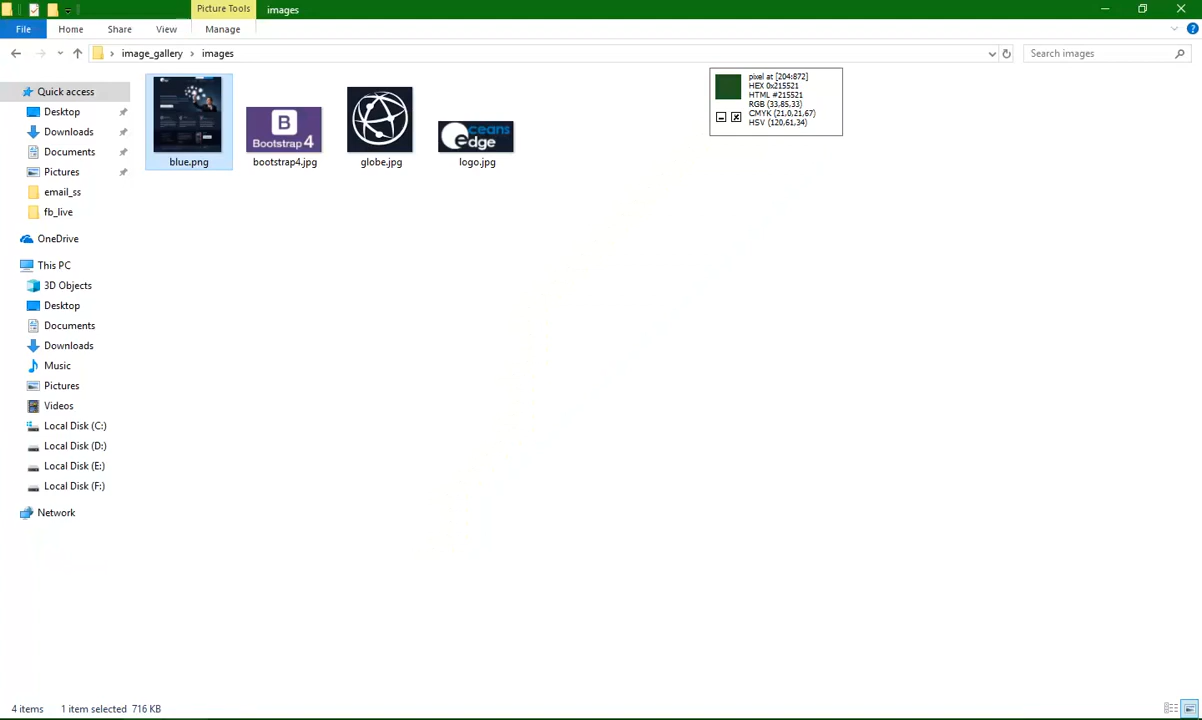 Picture Tools
images
File
Home
Share
View
Manage
image_gallery
images
Search images
Quick access
Desktop
Downloads
Documents
Pictures
email_ss
fb_live
OneDrive
This PC
3D Objects
Desktop
Documents
Downloads
Music
Pictures
Videos
Local Disk (C:)
Local Disk (D:)
Local Disk (E:)
Local Disk (F:)
Network
B
Bootstrap 4
ceans
edge
blue.png
bootstrap4.jpg
globe.jpg
logo.jpg
pixel at [204:872]
HEX 0x215521
HTML #215521
RGB (33,85,33)
CMYK (21,0,21,67)
HSV (120,61,34)
4 items
1 item selected 716 KB